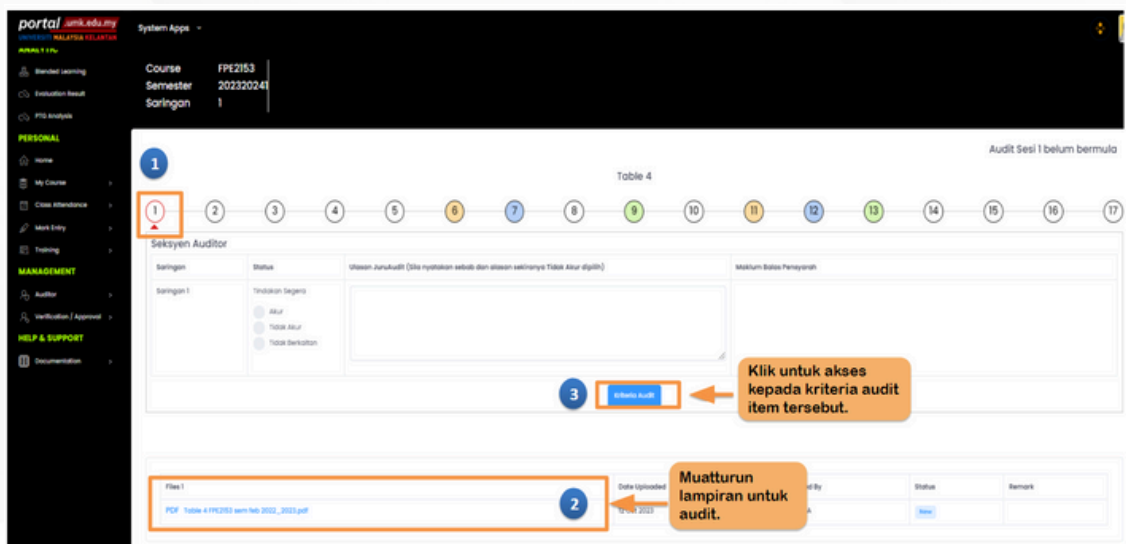 portal.umk.edu.my
UNIVERSITI MALAYSIA KELANTAN
System Apps
ANALYTIC
Blended Learning
Evaluation Result
PTG Analysis
PERSONAL
Home
My Course
Class Attendance
Mark Entry
Training
MANAGEMENT
Auditor
Verification / Approval
HELP & SUPPORT
Documentation
Course FPE2153
Semester 202320241
Saringan 1
Audit Sesi 1 belum bermula
1
Table 4
1 2 3 4 5 6 7 8 9 10 11 12 13 14 15 16 17
Seksyen Auditor
Saringan Status Ulasan JuruAudit (Sila nyatakan sebab dan alasan sekiranya Tidak Akur dipilih) Maklum Balas Pensyarah
Saringan 1 Tindakan Segera
Akur
Tidak Akur
Tidak Berkaitan
3
Kriteria Audit
Klik untuk akses
kepada kriteria audit
item tersebut.
Files 1 Date Uploaded d By Status Remark
PDF Table 4 FPE2153 sem feb 2022_2023.pdf 12 Oct 2023 A New
2
Muatturun
lampiran untuk
audit.